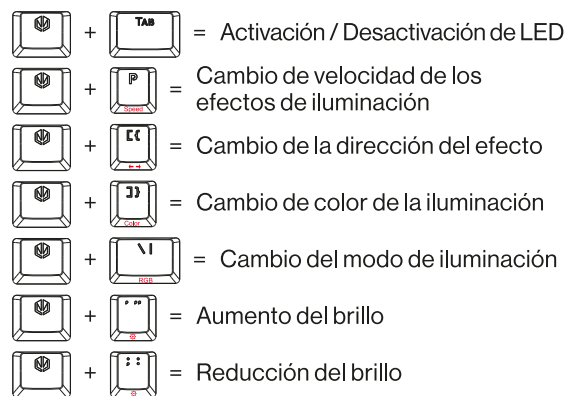 + TAB = Activación / Desactivación de LED
+ P Speed = Cambio de velocidad de los
efectos de iluminación
+ [ { ←→ = Cambio de la dirección del efecto
+ ] } Color = Cambio de color de la iluminación
+ \ | RGB = Cambio del modo de iluminación
+ ' " = Aumento del brillo
+ ; : = Reducción del brillo